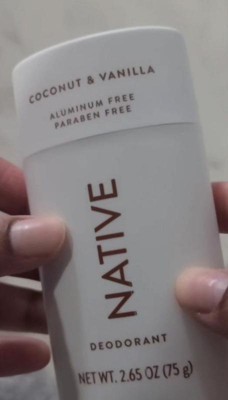 COCONUT & VANILLA
ALUMINUM FREE
PARABEN FREE
NATIVE
DEODORANT
NET WT. 2.65 OZ (75 g)